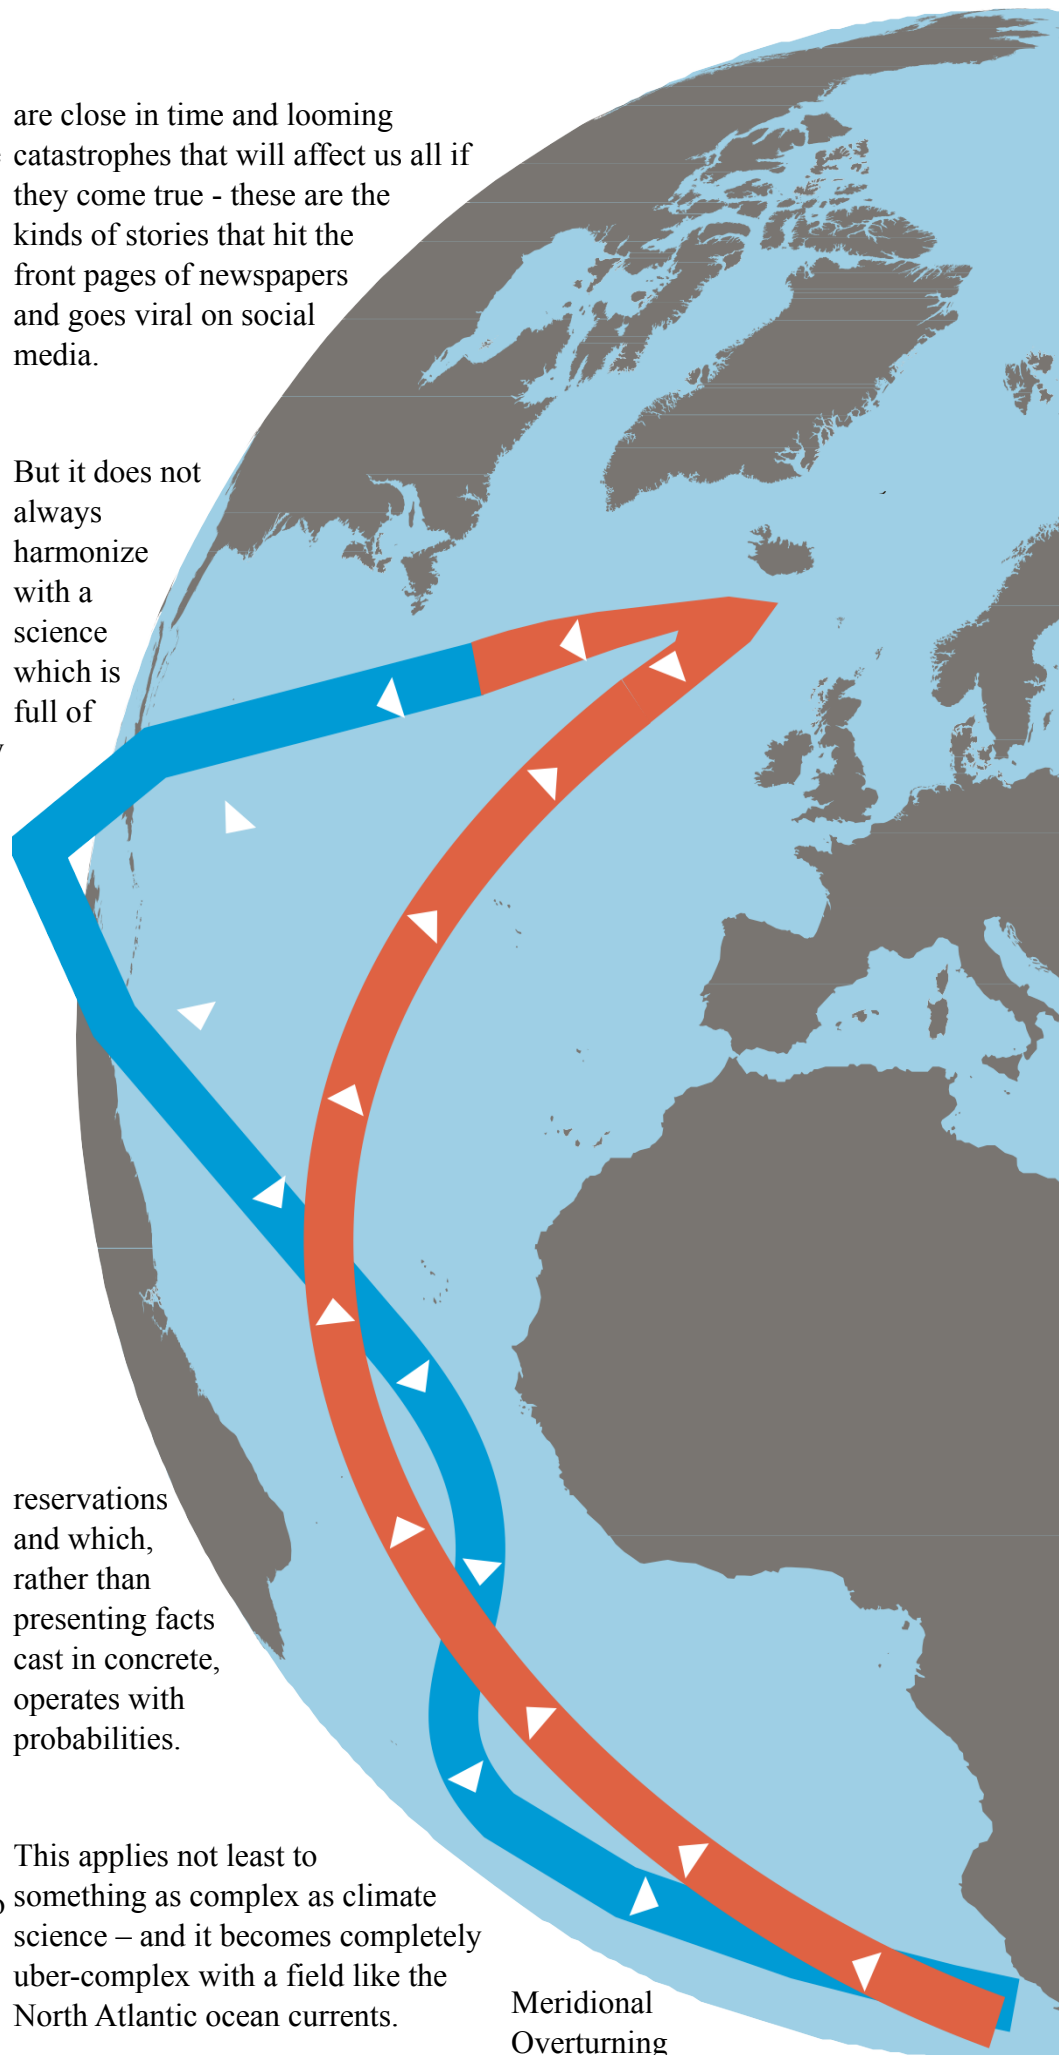 are close in time and looming
catastrophes that will affect us all if
they come true - these are the
kinds of stories that hit the
front pages of newspapers
and goes viral on social
media.
But it does not
always
harmonize
with a
science
which is
full of
reservations
and which,
rather than
presenting facts
cast in concrete,
operates with
probabilities.
This applies not least to
something as complex as climate
science – and it becomes completely
uber-complex with a field like the
North Atlantic ocean currents.
Meridional
Overturning